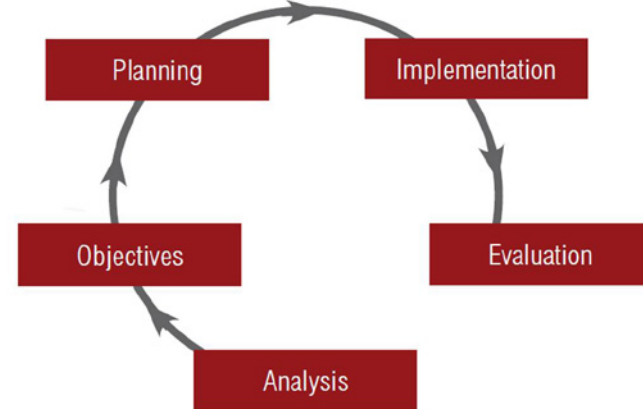 Planning
Implementation
Objectives
Evaluation
Analysis